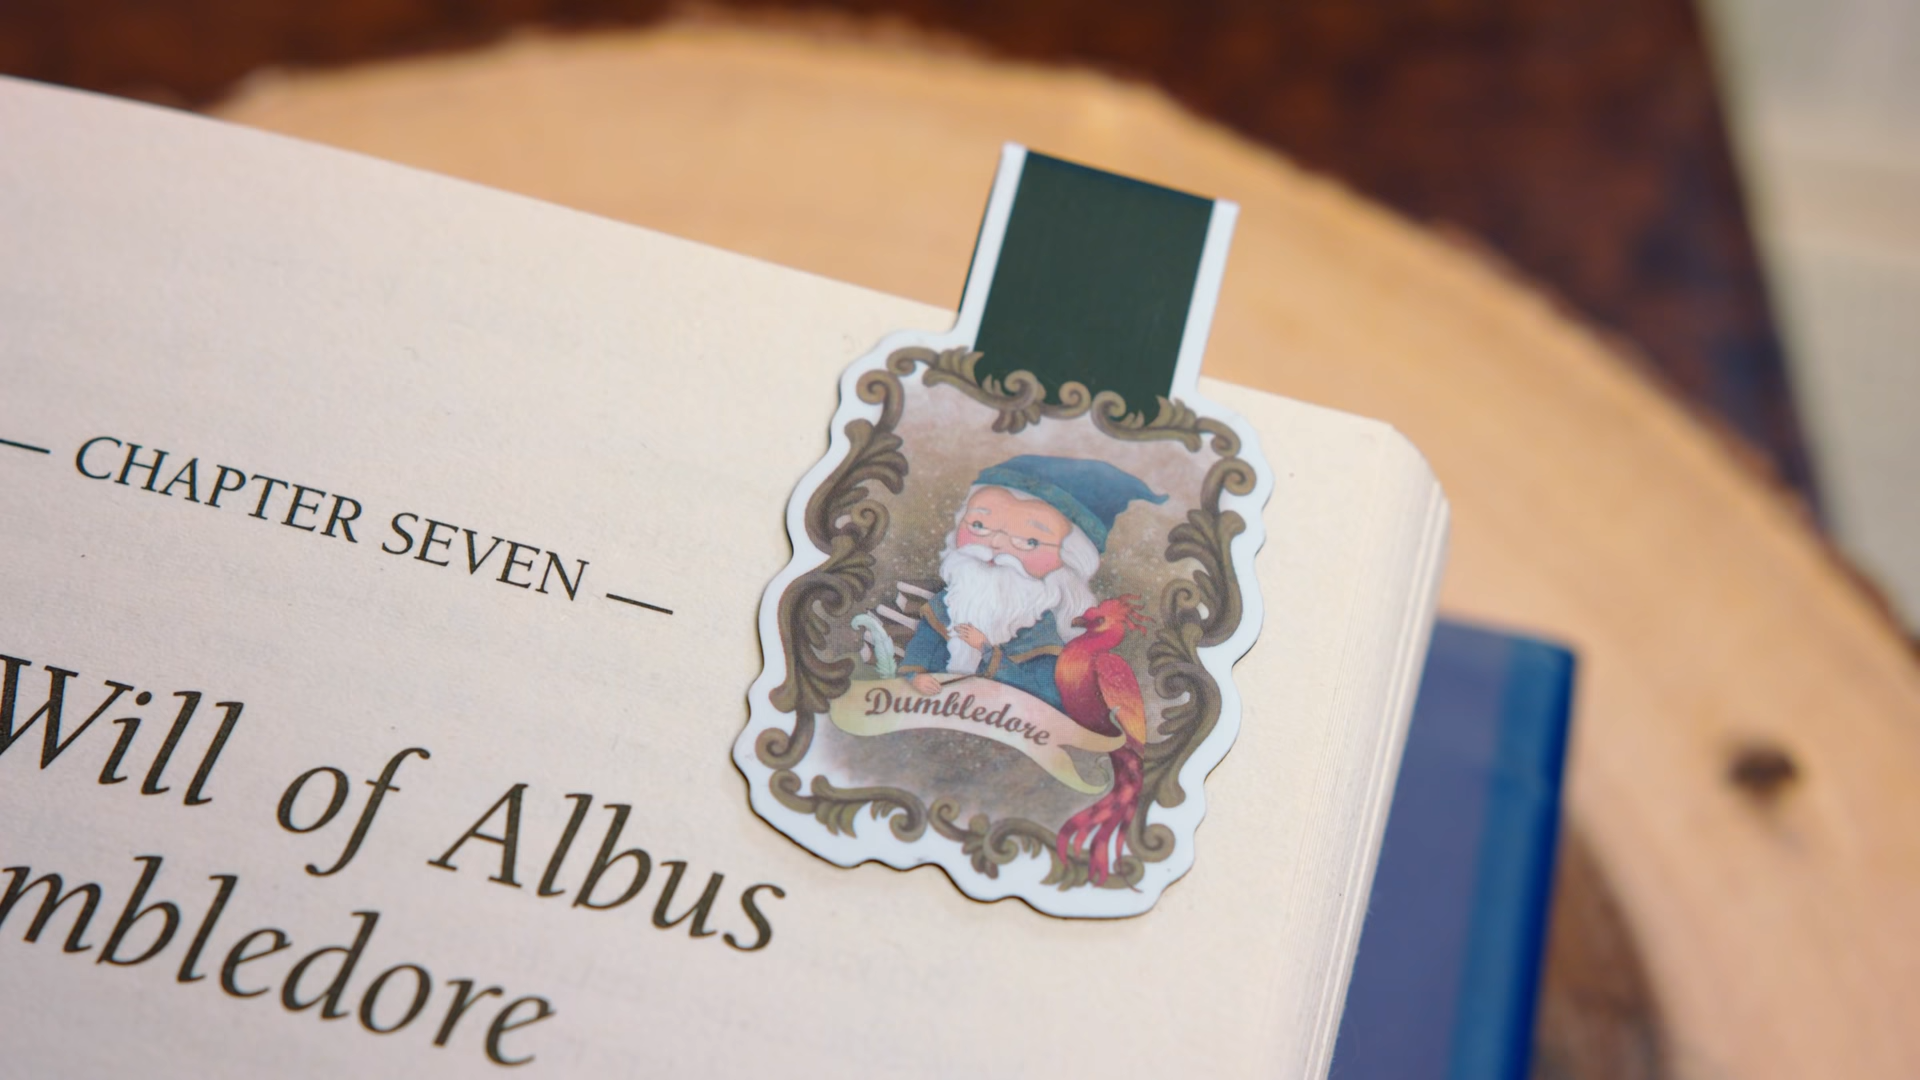 — CHAPTER SEVEN —
Will of Albus
mbledore
Dumbledore